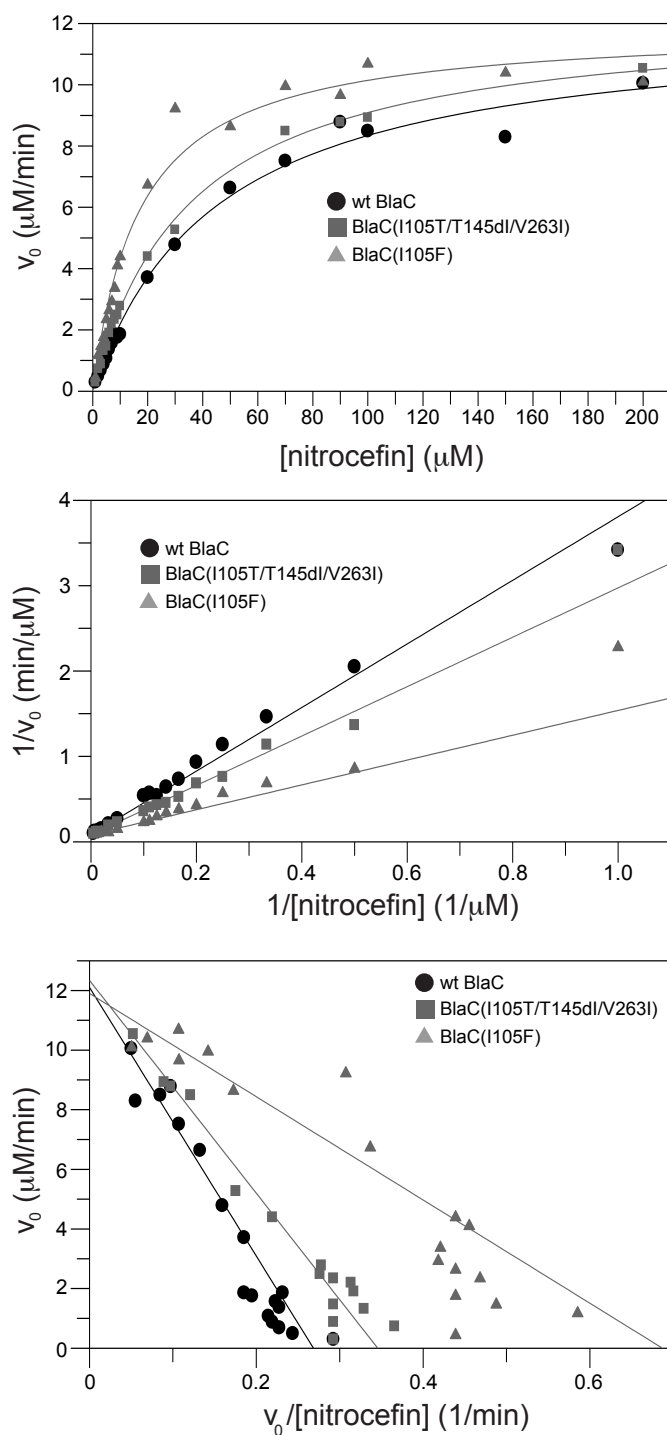 12
10
8
6
4
2
0
v₀ (μM/min)
wt BlaC
BlaC(I105T/T145dI/V263I)
BlaC(I105F)
0 20 40 60 80 100 120 140 160 180 200
[nitrocefin] (μM)
4
3
2
1
0
1/v₀ (min/μM)
wt BlaC
BlaC(I105T/T145dI/V263I)
BlaC(I105F)
0 0.2 0.4 0.6 0.8 1.0
1/[nitrocefin] (1/μM)
12
10
8
6
4
2
0
v₀ (μM/min)
wt BlaC
BlaC(I105T/T145dI/V263I)
BlaC(I105F)
0 0.2 0.4 0.6
v₀/[nitrocefin] (1/min)